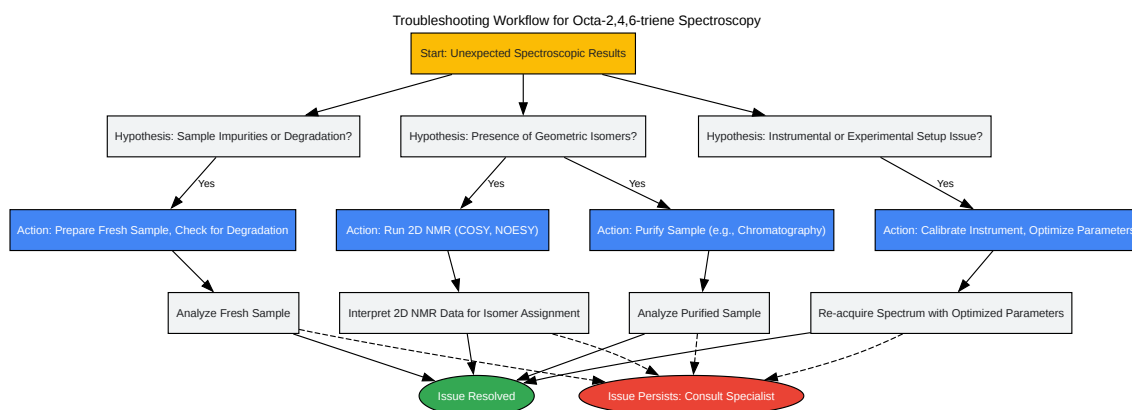 Troubleshooting Workflow for Octa-2,4,6-triene Spectroscopy
Start: Unexpected Spectroscopic Results
Hypothesis: Sample Impurities or Degradation?
Hypothesis: Presence of Geometric Isomers?
Hypothesis: Instrumental or Experimental Setup Issue?
Yes
Yes
Yes
Yes
Action: Prepare Fresh Sample, Check for Degradation
Action: Run 2D NMR (COSY, NOESY)
Action: Purify Sample (e.g., Chromatography)
Action: Calibrate Instrument, Optimize Parameters
Analyze Fresh Sample
Interpret 2D NMR Data for Isomer Assignment
Analyze Purified Sample
Re-acquire Spectrum with Optimized Parameters
Issue Resolved
Issue Persists: Consult Specialist